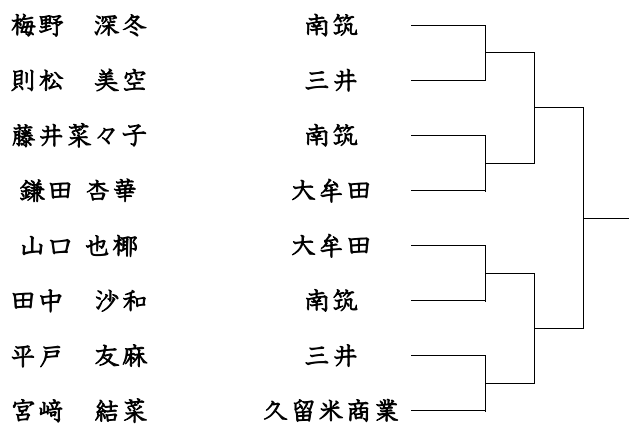 梅野　深冬　南筑
則松　美空　三井
藤井菜々子　南筑
鎌田 杏華　大牟田
山口 也椰　大牟田
田中　沙和　南筑
平戸　友麻　三井
宮﨑　結菜　久留米商業